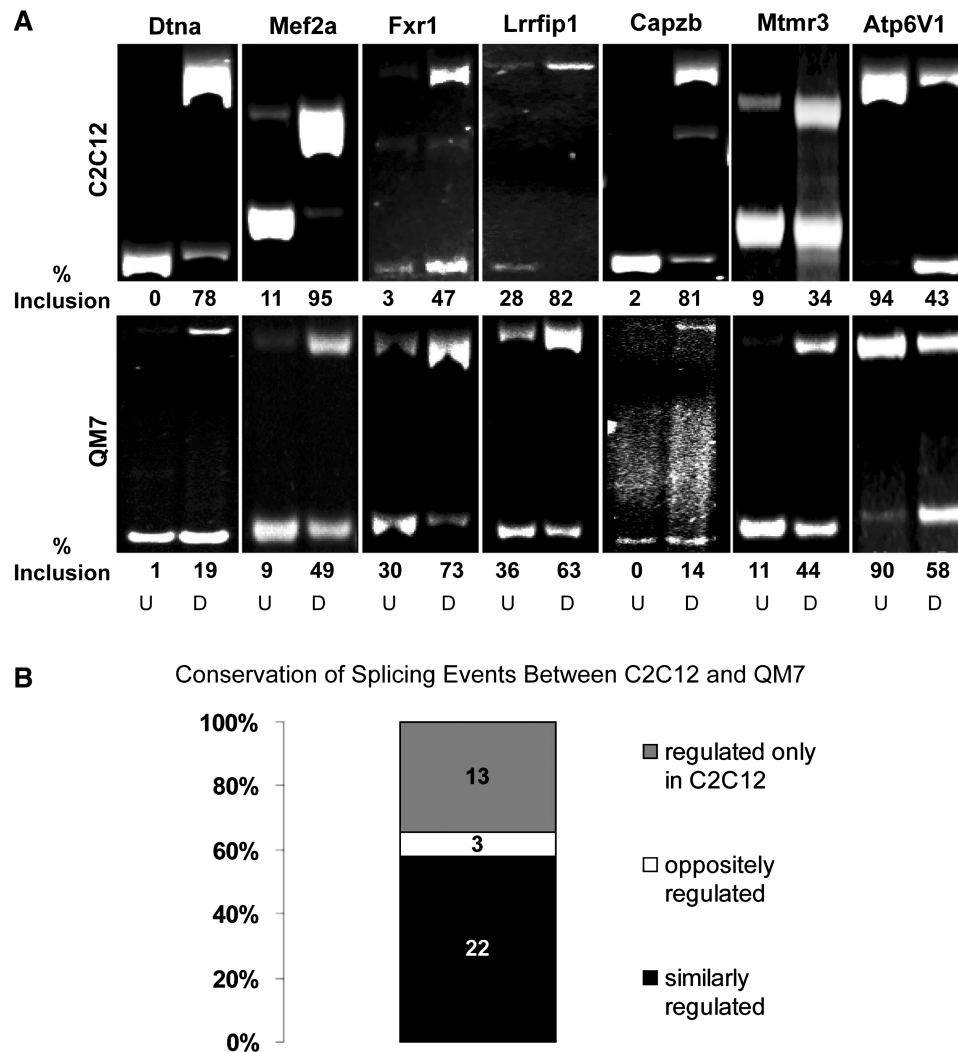 A
Dtna Mef2a Fxr1 Lrrfip1 Capzb Mtmr3 Atp6V1
C2C12
%
Inclusion 0 78 11 95 3 47 28 82 2 81 9 34 94 43
QM7
%
Inclusion 1 19 9 49 30 73 36 63 0 14 11 44 90 58
U D U D U D U D U D U D U D
B
Conservation of Splicing Events Between C2C12 and QM7
100%
80%
60%
40%
20%
0%
13
3
22
regulated only
in C2C12
oppositely
regulated
similarly
regulated